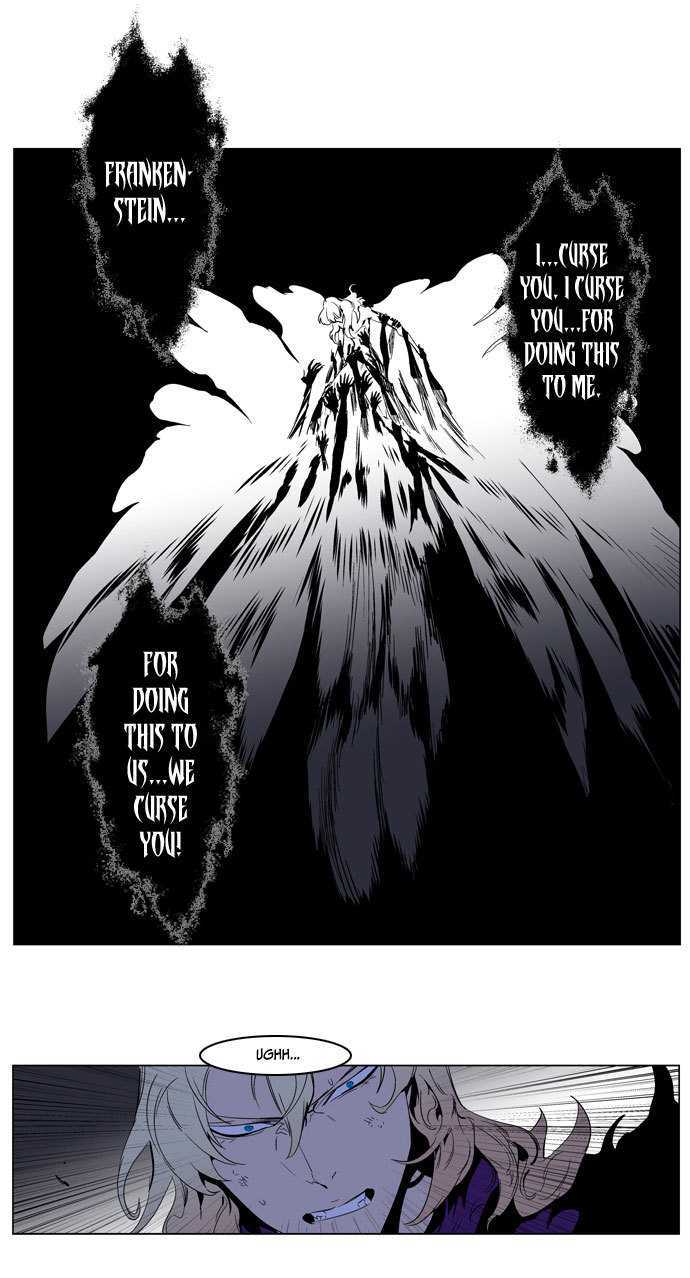 FRANKEN-
STEIN...
I...CURSE
YOU. I CURSE
YOU...FOR
DOING THIS
TO ME.
FOR
DOING
THIS TO
US...WE
CURSE
YOU!
UGHH...